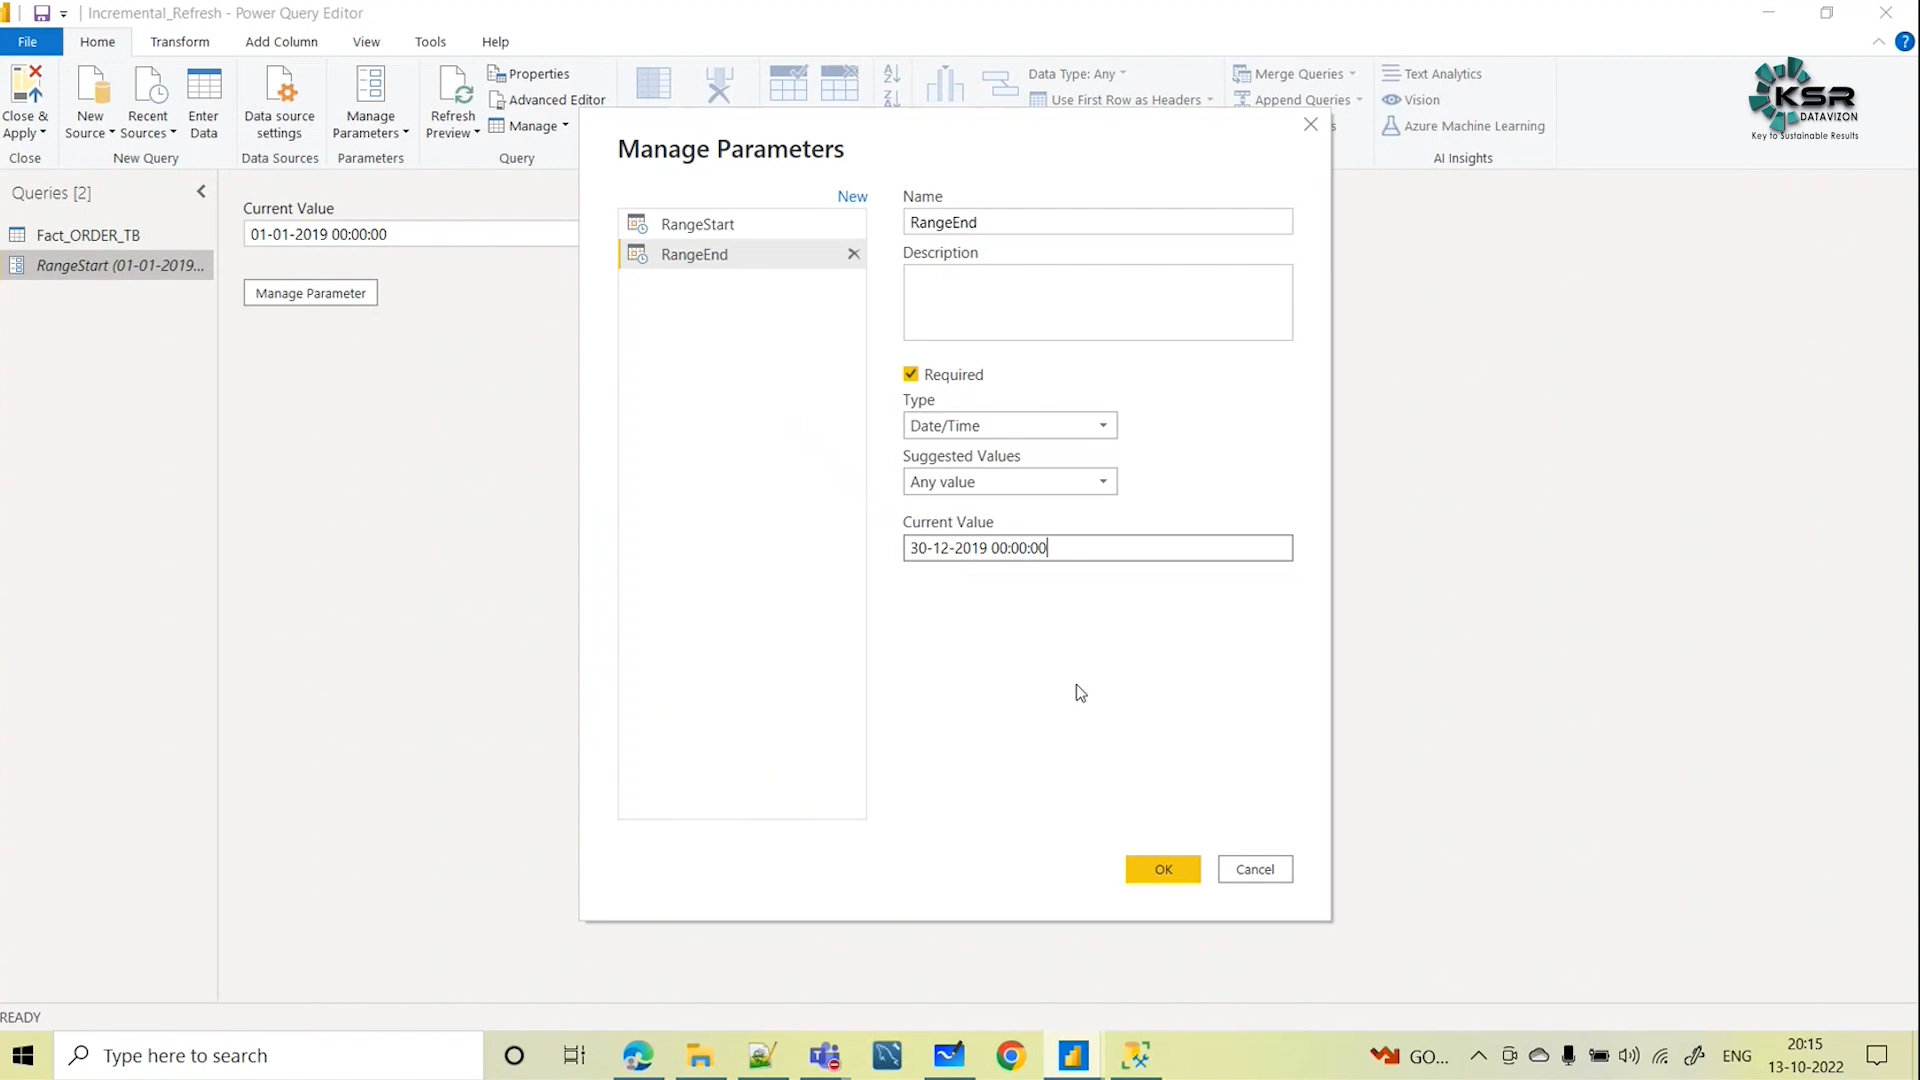 Incremental_Refresh - Power Query Editor
File
Home
Transform
Add Column
View
Tools
Help
Close &
Apply
New
Source
Recent
Sources
Enter
Data
Data source
settings
Manage
Parameters
Refresh
Preview
Properties
Advanced Editor
Manage
Data Type: Any
Use First Row as Headers
Merge Queries
Append Queries
Text Analytics
Vision
Azure Machine Learning
Close
New Query
Data Sources
Parameters
Query
AI Insights
KSR
DATAVIZON
Key to Sustainable Results
Queries [2]
Fact_ORDER_TB
RangeStart (01-01-2019...
Current Value
01-01-2019 00:00:00
Manage Parameter
Manage Parameters
New
RangeStart
RangeEnd
Name
RangeEnd
Description
Required
Type
Date/Time
Suggested Values
Any value
Current Value
30-12-2019 00:00:00
OK
Cancel
READY
Type here to search
GO...
ENG
20:15
13-10-2022